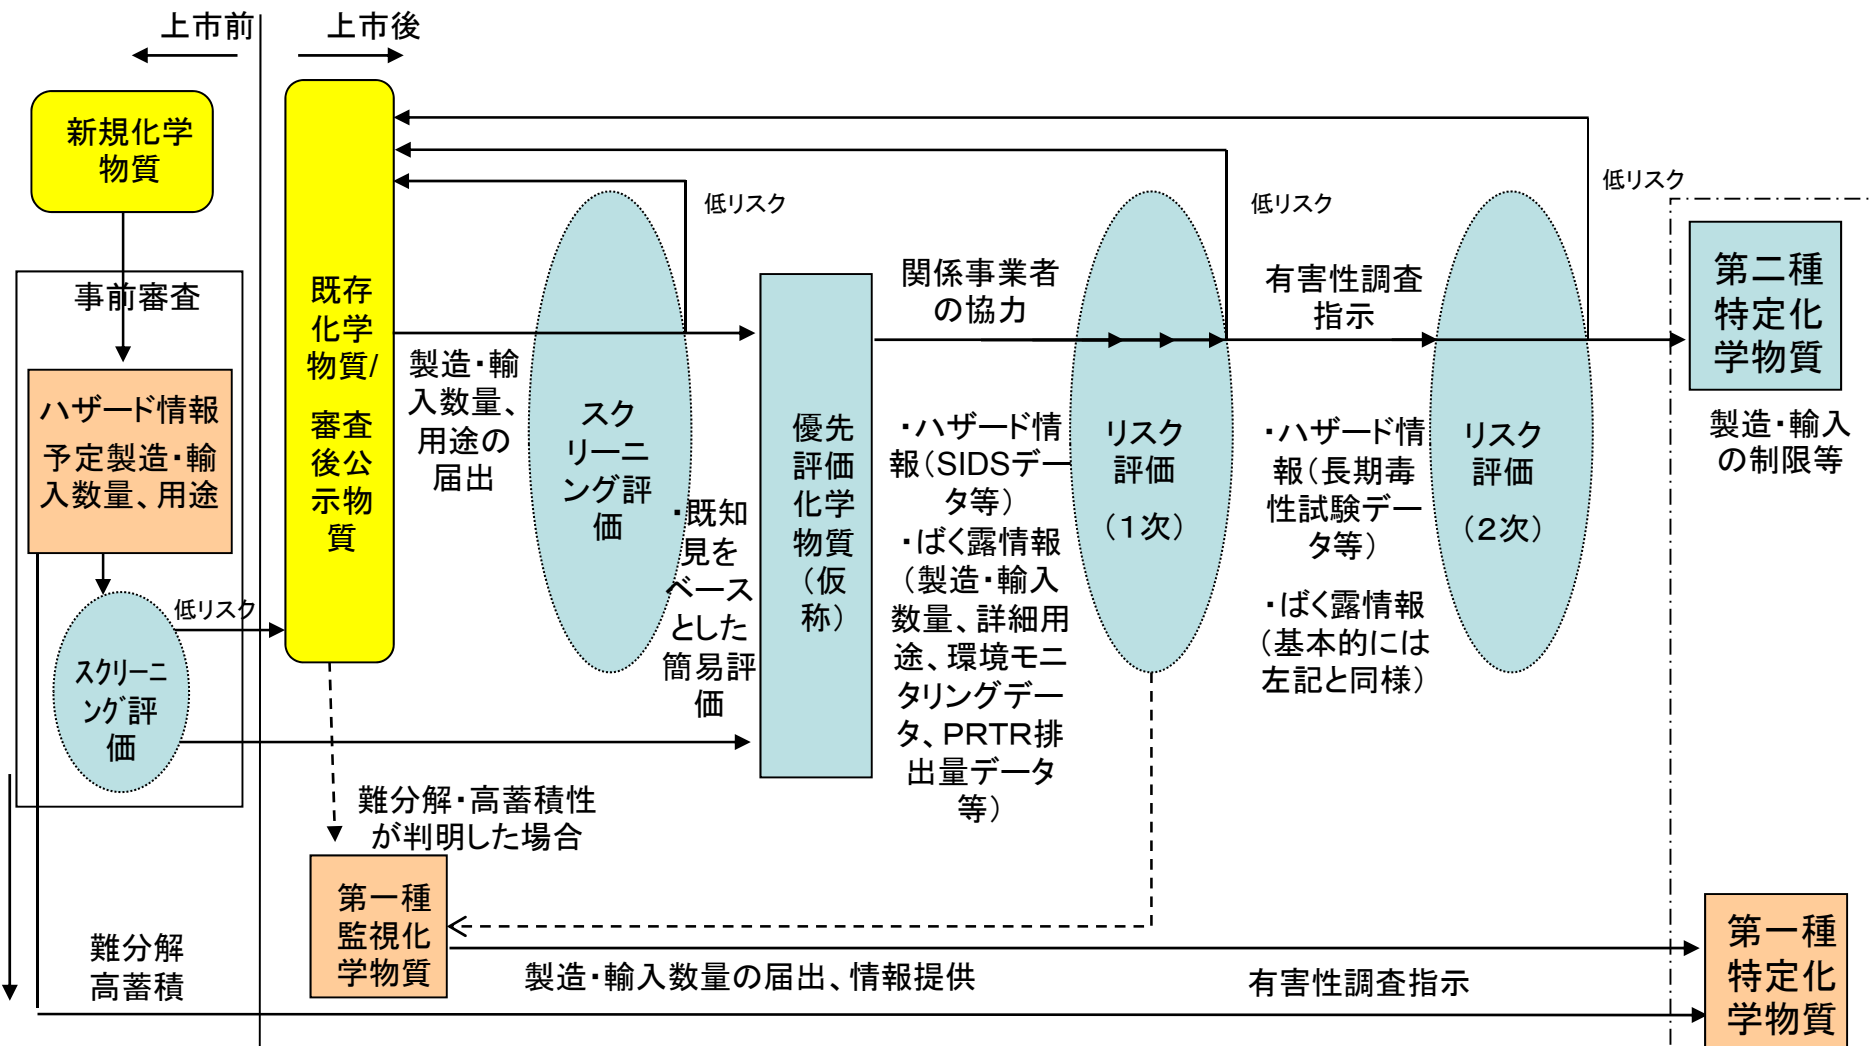 上市前
上市後
新規化学
物質
事前審査
ハザード情報
予定製造・輸
入数量、用途
スクリーニ
ング評
価
低リスク
難分解
高蓄積
既存
化学
物質/
審査
後公
示物
質
製造・輸
入数量、
用途の
届出
スク
リーニ
ング評
価
低リスク
・既知
見を
ベース
とした
簡易評
価
優先
評価
化学
物質
（仮
称）
関係事業者
の協力
・ハザード情
報（SIDSデー
タ等）
・ばく露情報
（製造・輸入
数量、詳細用
途、環境モニ
タリングデー
タ、PRTR排
出量データ
等）
リスク
評価
（１次）
低リスク
有害性調査
指示
・ハザード情
報（長期毒
性試験デー
タ等）
・ばく露情報
（基本的には
左記と同様）
リスク
評価
（２次）
低リスク
第二種
特定化
学物質
製造・輸入
の制限等
難分解・高蓄積性
が判明した場合
第一種
監視化
学物質
製造・輸入数量の届出、情報提供
有害性調査指示
第一種
特定化
学物質